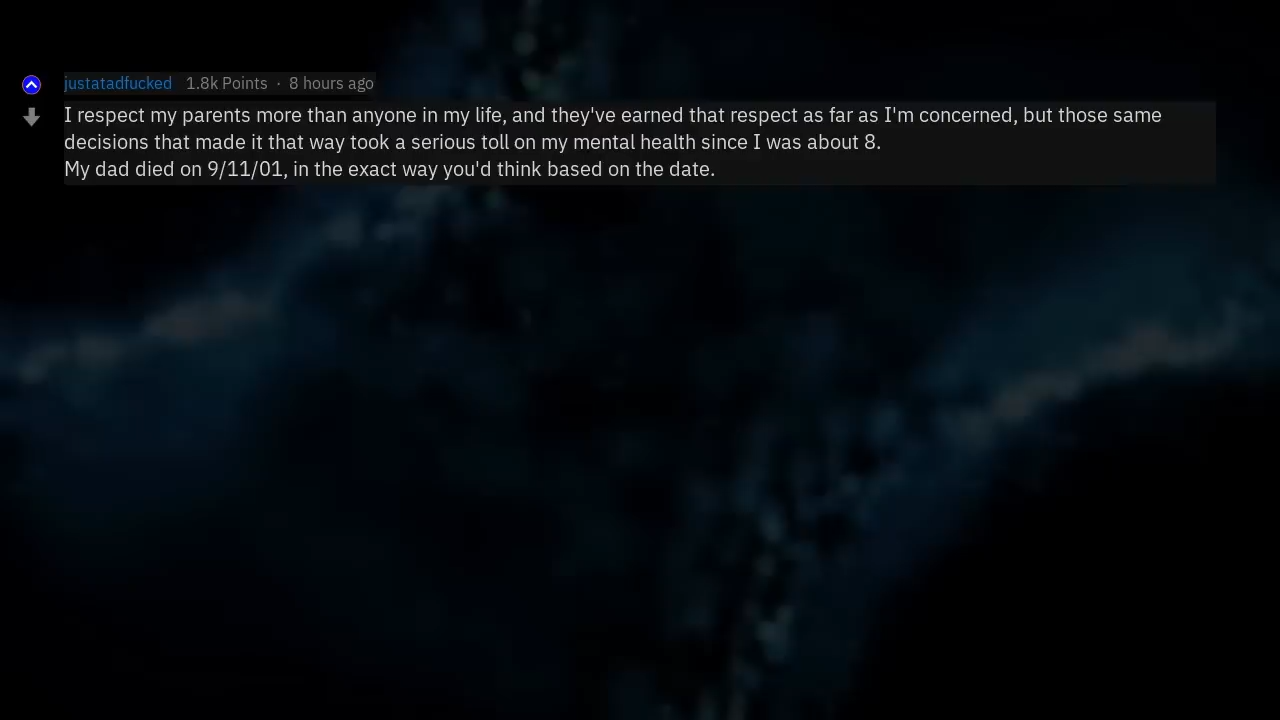 justatadfucked 1.8k Points · 8 hours ago
I respect my parents more than anyone in my life, and they've earned that respect as far as I'm concerned, but those same
decisions that made it that way took a serious toll on my mental health since I was about 8.
My dad died on 9/11/01, in the exact way you'd think based on the date.